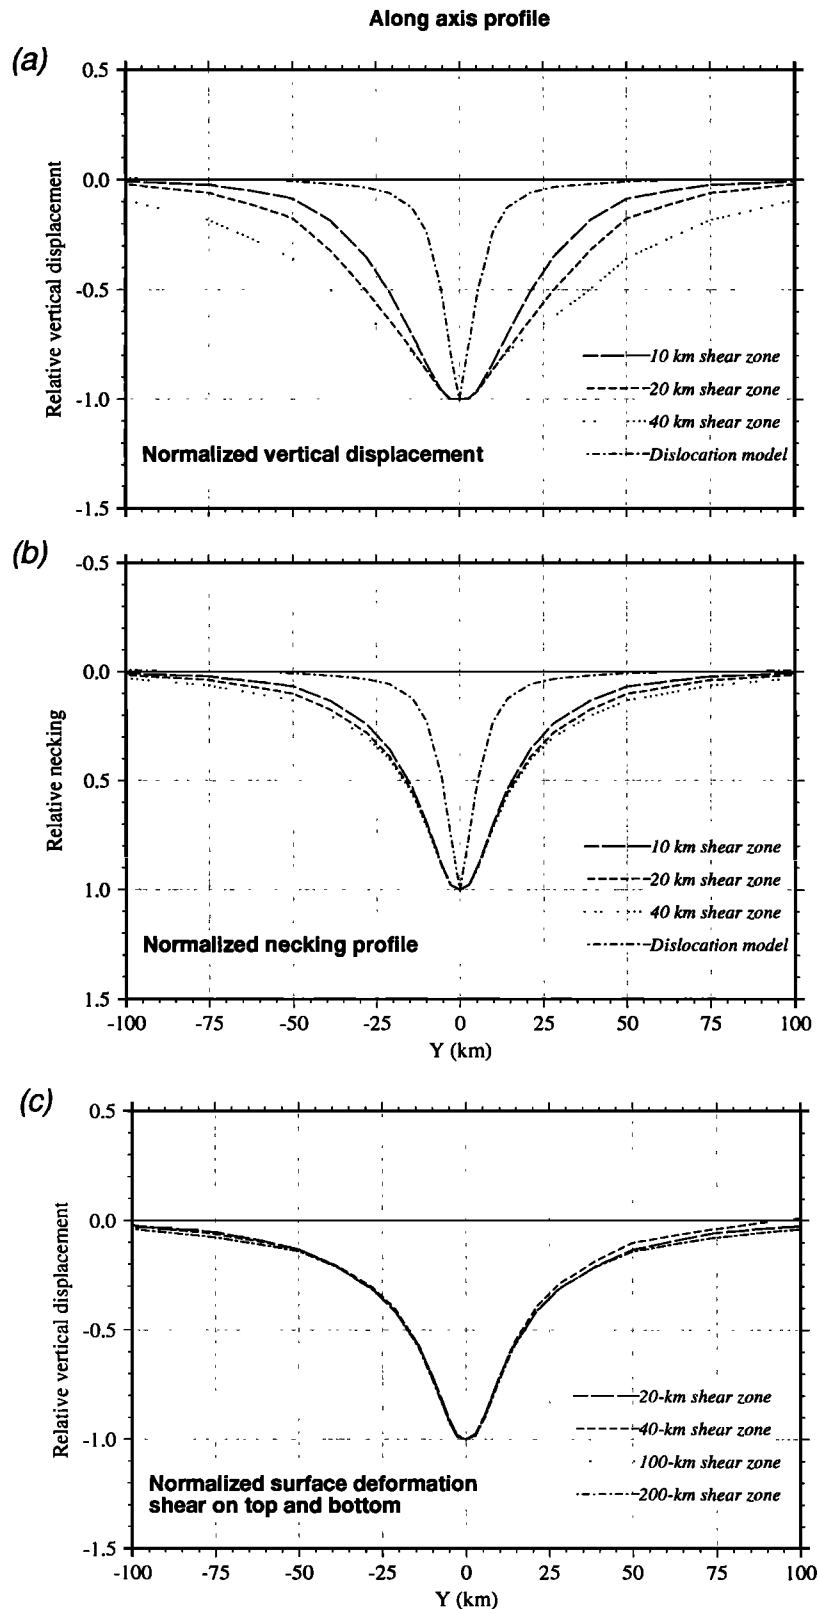 Along axis profile
(a)
0.5
0.0
-0.5
-1.0
-1.5
Relative vertical displacement
10 km shear zone
20 km shear zone
40 km shear zone
Dislocation model
Normalized vertical displacement
(b)
-0.5
0.0
0.5
1.0
1.5
Relative necking
10 km shear zone
20 km shear zone
40 km shear zone
Dislocation model
Normalized necking profile
-100 -75 -50 -25 0 25 50 75 100
Y (km)
(c)
0.5
0.0
-0.5
-1.0
-1.5
Relative vertical displacement
20-km shear zone
40-km shear zone
100-km shear zone
200-km shear zone
Normalized surface deformation
shear on top and bottom
-100 -75 -50 -25 0 25 50 75 100
Y (km)